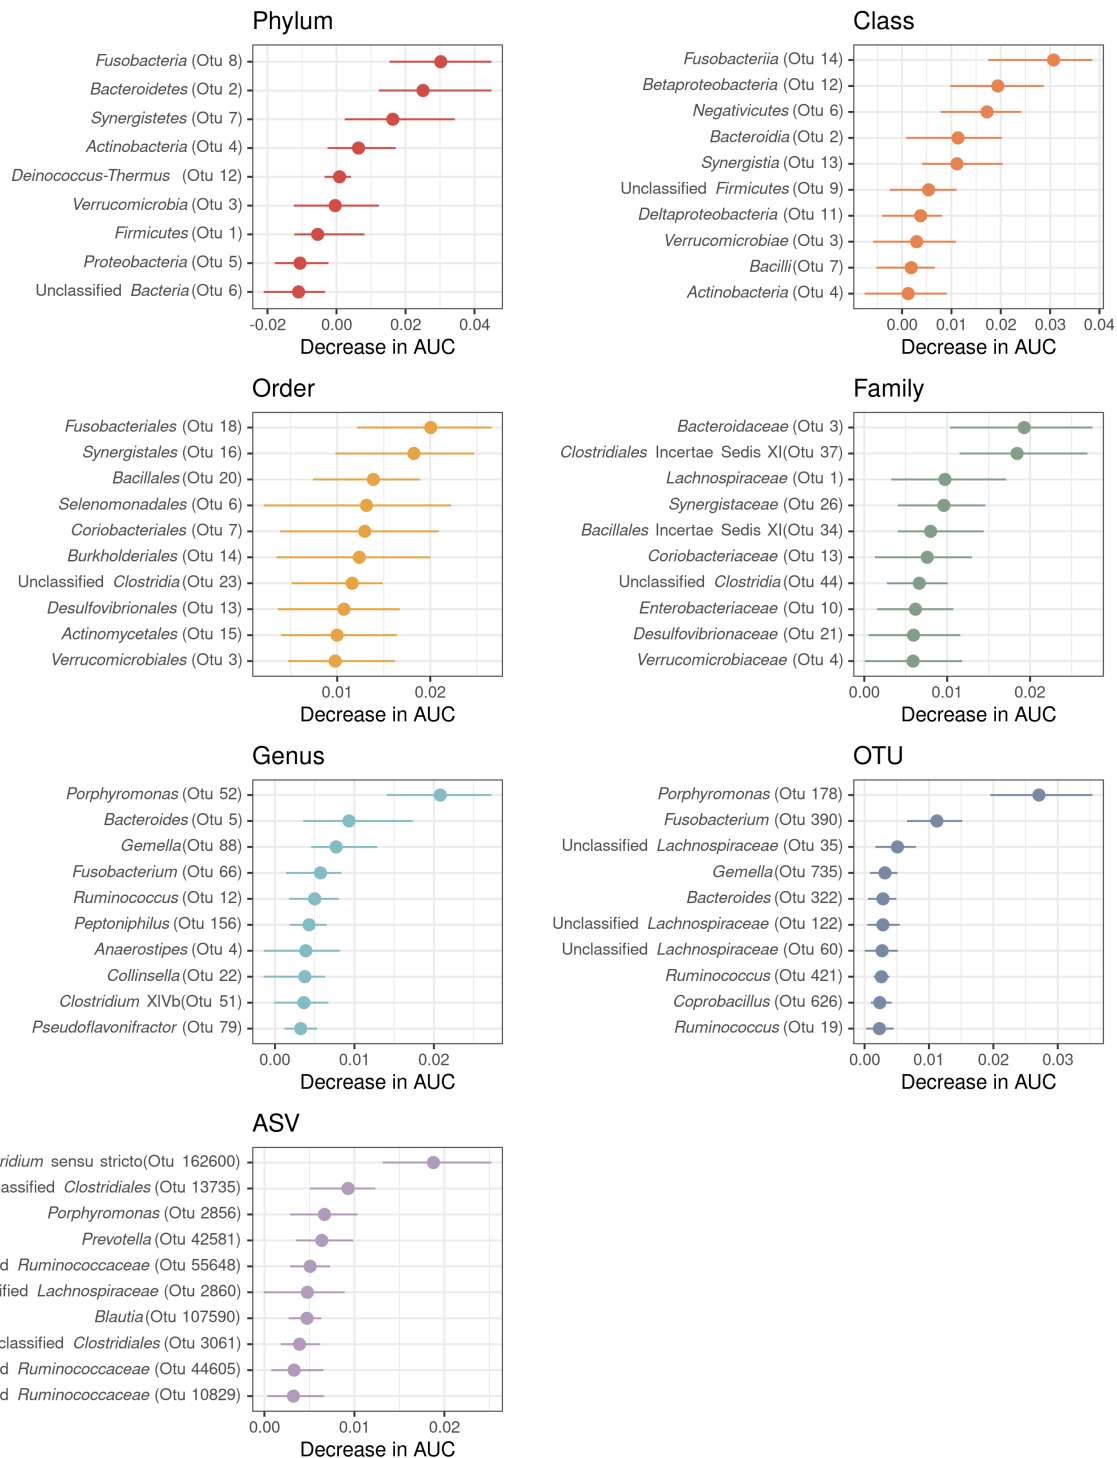 Phylum
Fusobacteria (Otu 8)
Bacteroidetes (Otu 2)
Synergistetes (Otu 7)
Actinobacteria (Otu 4)
Deinococcus-Thermus (Otu 12)
Verrucomicrobia (Otu 3)
Firmicutes (Otu 1)
Proteobacteria (Otu 5)
Unclassified Bacteria (Otu 6)
-0.02 0.00 0.02 0.04
Decrease in AUC
Class
Fusobacteriia (Otu 14)
Betaproteobacteria (Otu 12)
Negativicutes (Otu 6)
Bacteroidia (Otu 2)
Synergistia (Otu 13)
Unclassified Firmicutes (Otu 9)
Deltaproteobacteria (Otu 11)
Verrucomicrobiae (Otu 3)
Bacilli(Otu 7)
Actinobacteria (Otu 4)
0.00 0.01 0.02 0.03 0.04
Decrease in AUC
Order
Fusobacteriales (Otu 18)
Synergistales (Otu 16)
Bacillales (Otu 20)
Selenomonadales (Otu 6)
Coriobacteriales (Otu 7)
Burkholderiales (Otu 14)
Unclassified Clostridia (Otu 23)
Desulfovibrionales (Otu 13)
Actinomycetales (Otu 15)
Verrucomicrobiales (Otu 3)
0.01 0.02
Decrease in AUC
Family
Bacteroidaceae (Otu 3)
Clostridiales Incertae Sedis XI(Otu 37)
Lachnospiraceae (Otu 1)
Synergistaceae (Otu 26)
Bacillales Incertae Sedis XI(Otu 34)
Coriobacteriaceae (Otu 13)
Unclassified Clostridia (Otu 44)
Enterobacteriaceae (Otu 10)
Desulfovibrionaceae (Otu 21)
Verrucomicrobiaceae (Otu 4)
0.00 0.01 0.02
Decrease in AUC
Genus
Porphyromonas (Otu 52)
Bacteroides (Otu 5)
Gemella (Otu 88)
Fusobacterium (Otu 66)
Ruminococcus (Otu 12)
Peptoniphilus (Otu 156)
Anaerostipes (Otu 4)
Collinsella (Otu 22)
Clostridium XIVb(Otu 51)
Pseudoflavonifractor (Otu 79)
0.00 0.01 0.02
Decrease in AUC
OTU
Porphyromonas (Otu 178)
Fusobacterium (Otu 390)
Unclassified Lachnospiraceae (Otu 35)
Gemella (Otu 735)
Bacteroides (Otu 322)
Unclassified Lachnospiraceae (Otu 122)
Unclassified Lachnospiraceae (Otu 60)
Ruminococcus (Otu 421)
Coprobacillus (Otu 626)
Ruminococcus (Otu 19)
0.00 0.01 0.02 0.03
Decrease in AUC
ASV
ridium sensu stricto(Otu 162600)
assified Clostridiales (Otu 13735)
Porphyromonas (Otu 2856)
Prevotella (Otu 42581)
d Ruminococcaceae (Otu 55648)
ified Lachnospiraceae (Otu 2860)
Blautia (Otu 107590)
classified Clostridiales (Otu 3061)
d Ruminococcaceae (Otu 44605)
d Ruminococcaceae (Otu 10829)
0.00 0.01 0.02
Decrease in AUC